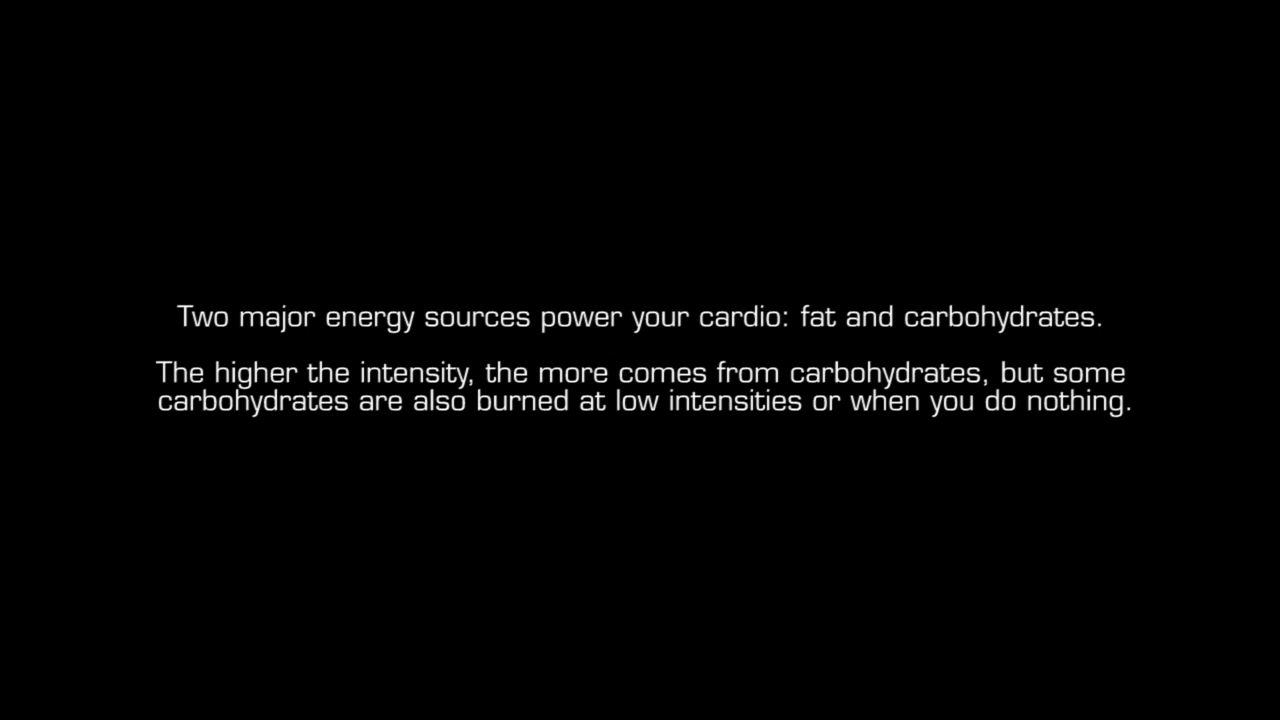 Two major energy sources power your cardio: fat and carbohydrates.
The higher the intensity, the more comes from carbohydrates, but some
carbohydrates are also burned at low intensities or when you do nothing.